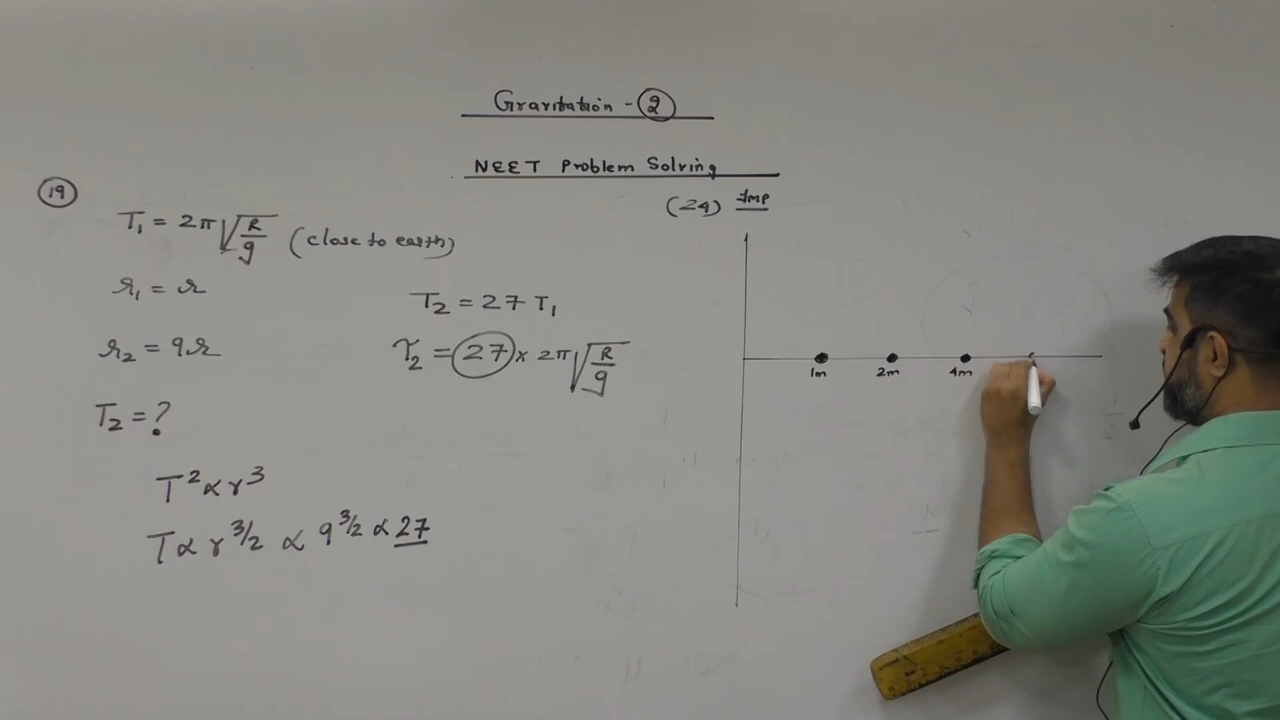 Gravitation - 2
NEET Problem Solving
19
T₁ = 2π√(R/g) (close to earth)
r₁ = r
r₂ = 9r
T₂ = ?
T² ∝ r³
T ∝ r^3/2 ∝ 9^3/2 ∝ 27
T₂ = 27 T₁
T₂ = 27 × 2π√(R/g)
(24) Imp
1m 2m 4m